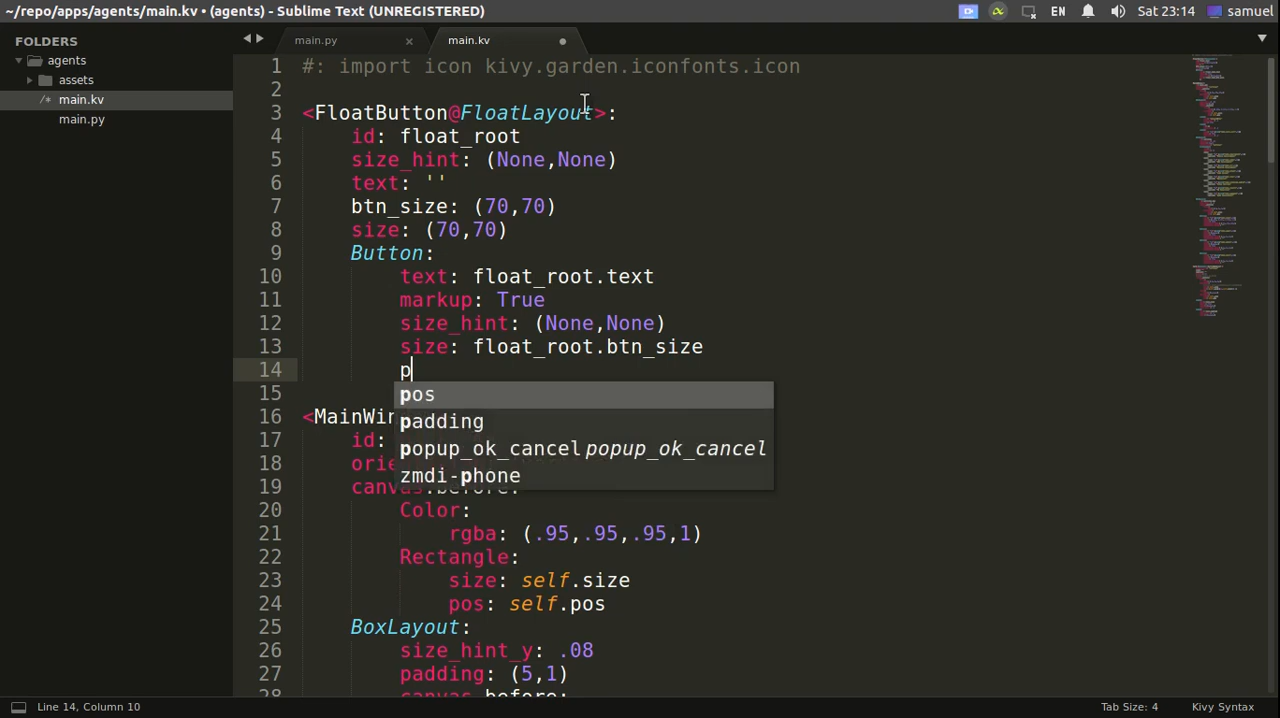 ~/repo/apps/agents/main.kv • (agents) - Sublime Text (UNREGISTERED)
EN
Sat 23:14
samuel
FOLDERS
agents
assets
/* main.kv
main.py
main.py ×
main.kv
1 #: import icon kivy.garden.iconfonts.icon
2
3 <FloatButton@FloatLayout>:
4 id: float_root
5 size_hint: (None,None)
6 text: ''
7 btn_size: (70,70)
8 size: (70,70)
9 Button:
10 text: float_root.text
11 markup: True
12 size_hint: (None,None)
13 size: float_root.btn_size
14 p
pos
padding
popup_ok_cancel popup_ok_cancel
zmdi-phone
15
16 <MainWin
17 id:
18 orie
19 canvas.before:
20 Color:
21 rgba: (.95,.95,.95,1)
22 Rectangle:
23 size: self.size
24 pos: self.pos
25 BoxLayout:
26 size_hint_y: .08
27 padding: (5,1)
28 canvas.before:
Line 14, Column 10
Tab Size: 4
Kivy Syntax